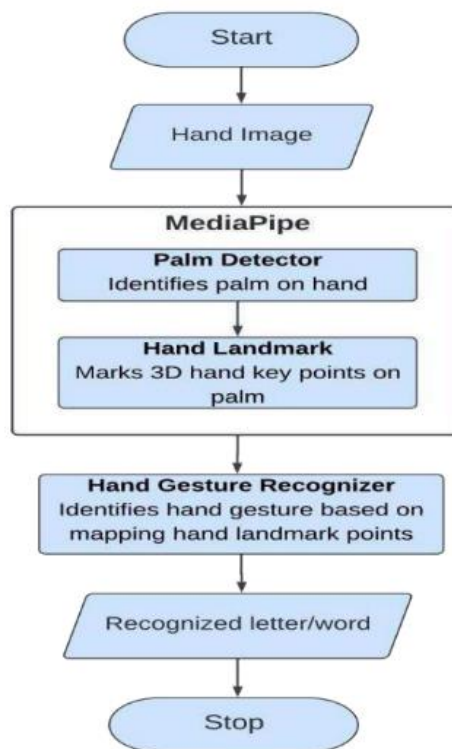 Start
Hand Image
MediaPipe
Palm Detector
Identifies palm on hand
Hand Landmark
Marks 3D hand key points on
palm
Hand Gesture Recognizer
Identifies hand gesture based on
mapping hand landmark points
Recognized letter/word
Stop